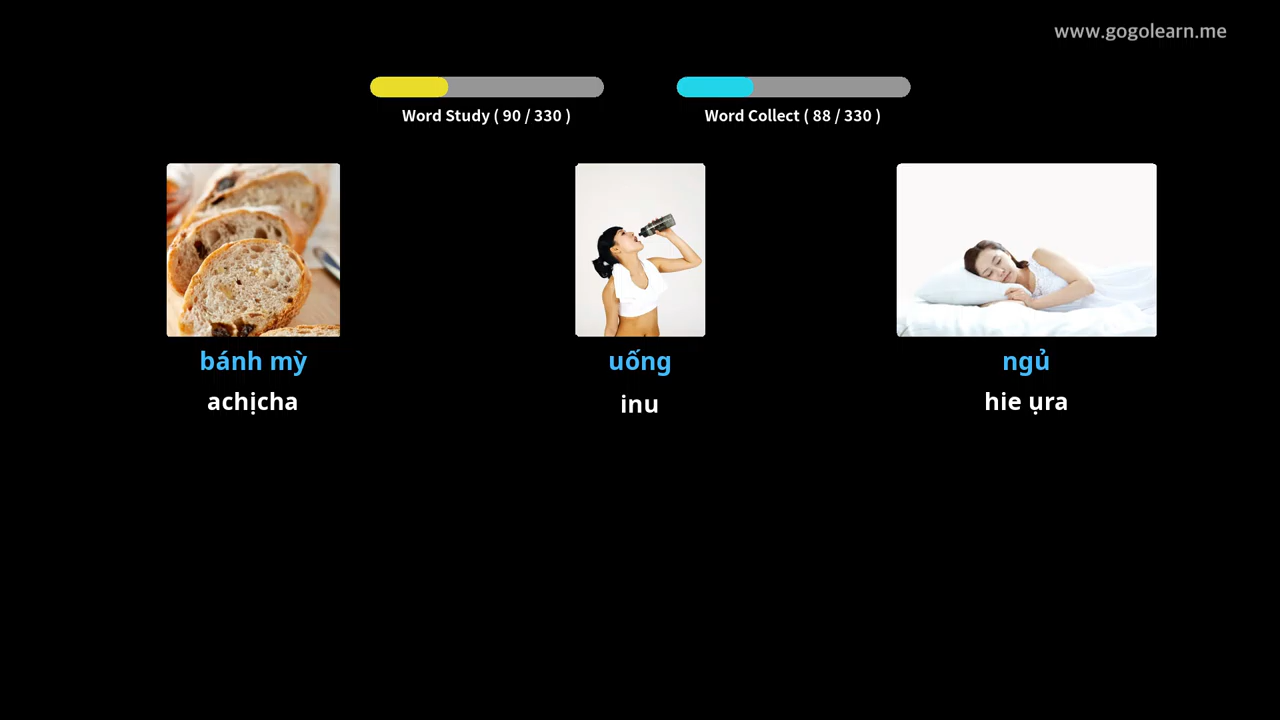 www.gogolearn.me
Word Study ( 90 / 330 )
Word Collect ( 88 / 330 )
bánh mỳ
uống
ngủ
achịcha
inu
hie ụra